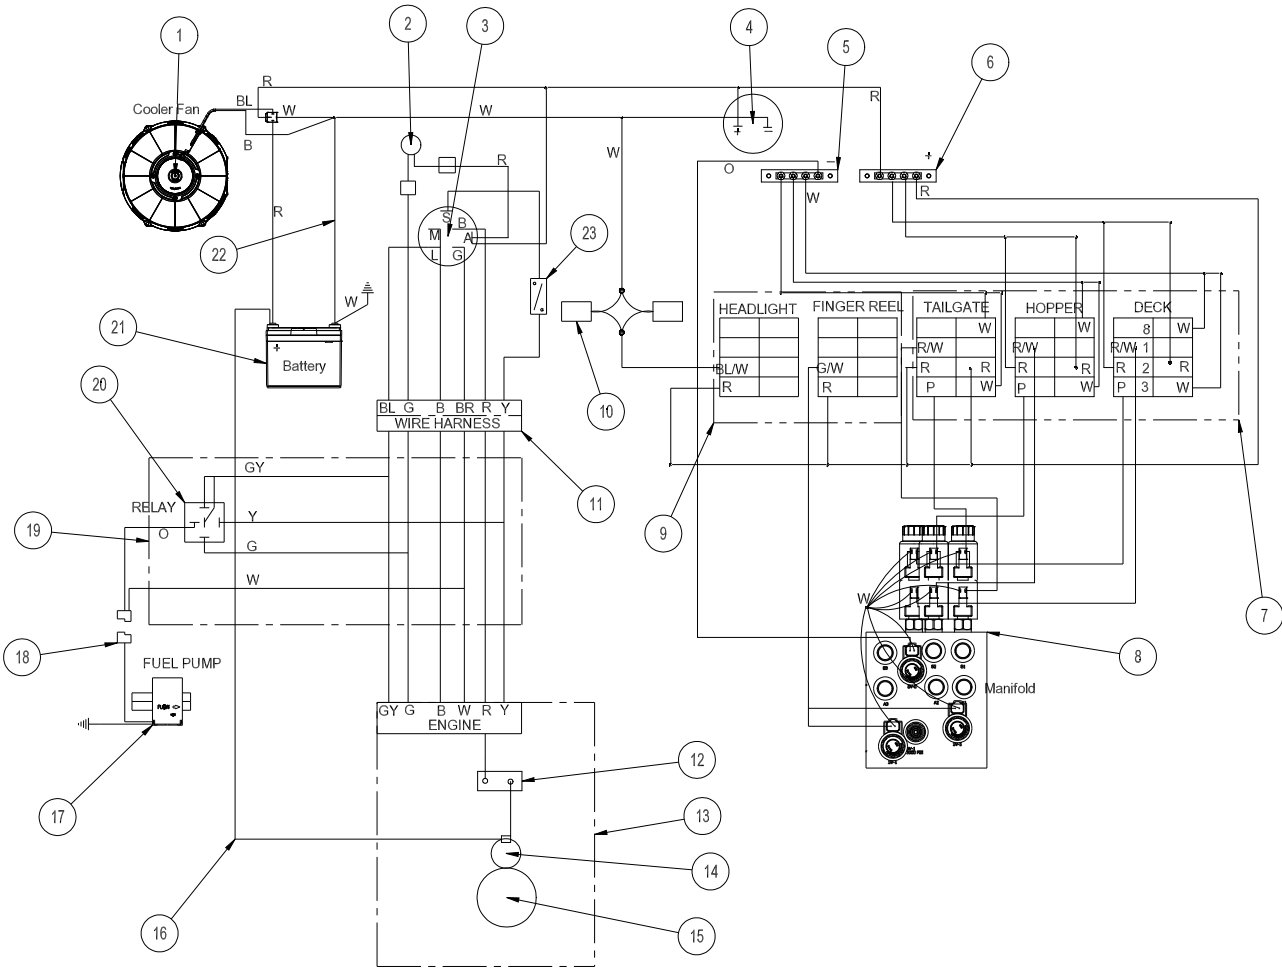 1
2
3
4
5
6
R
Cooler Fan
BL
W
W
B
R
W
R
O
-
+
W
R
S
B
M
A
L
G
R
22
23
W
HEADLIGHT
FINGER REEL
TAILGATE
HOPPER
DECK
W
W
8
W
R/W
R/W
R/W
1
BL/W
G/W
R
R
R
R
R
2
R
R
R
P
W
P
W
P
3
W
21
+
-
Battery
20
10
BL
G
B
BR
R
Y
WIRE HARNESS
11
9
7
GY
RELAY
O
Y
G
W
19
18
W
8
FUEL PUMP
Manifold
17
GY
G
B
W
R
Y
ENGINE
12
13
14
15
16